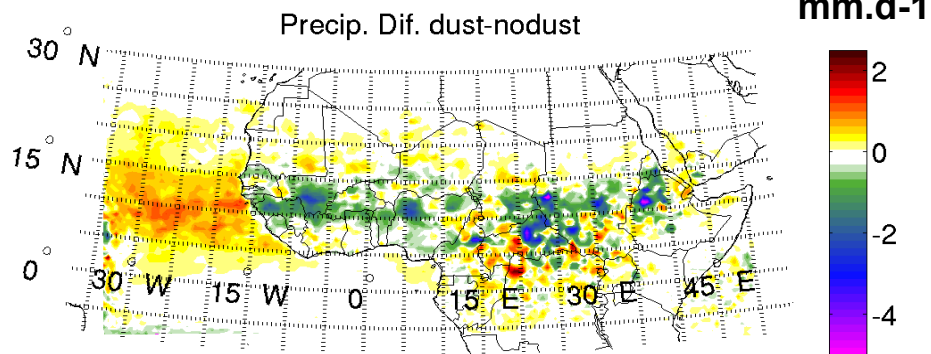 Precip. Dif. dust-nodust
mm.d-1
30° N
15° N
0°
30° W
15° W
0°
15° E
30° E
45° E
2
0
-2
-4